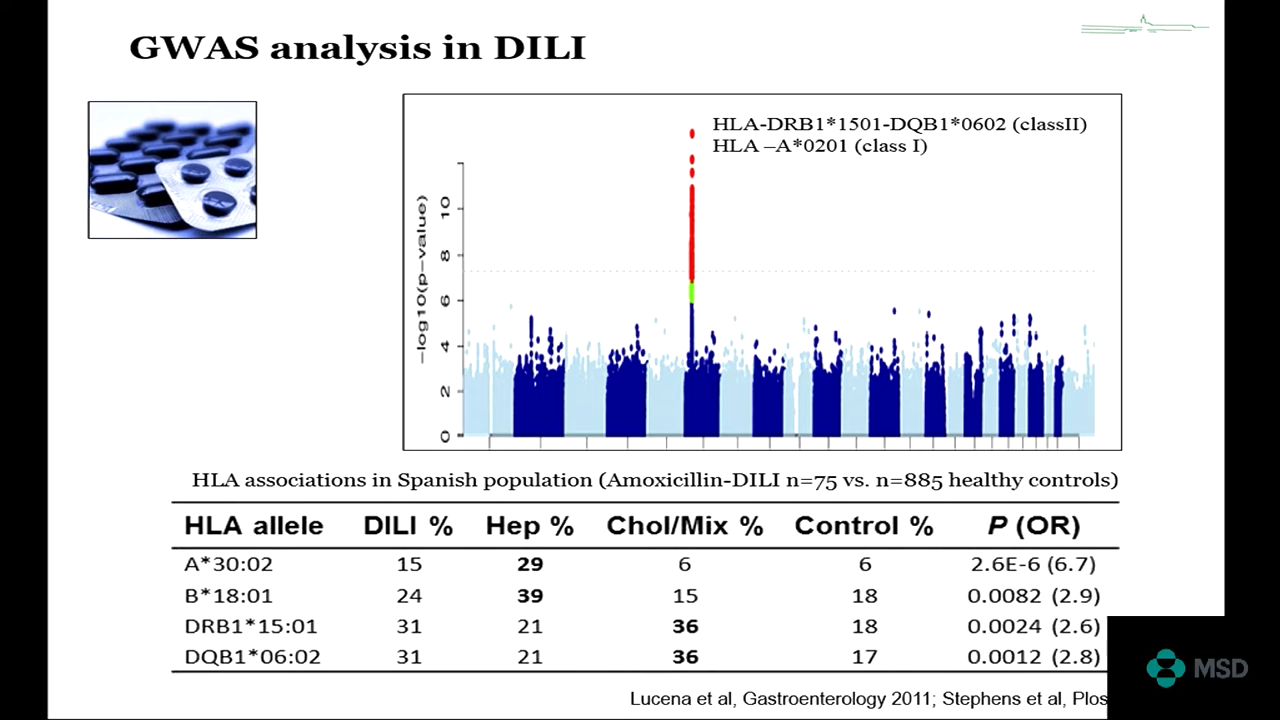 GWAS analysis in DILI
HLA-DRB1*1501-DQB1*0602 (classII)
HLA –A*0201 (class I)
−log10(p−value)
10
8
6
4
2
0
HLA associations in Spanish population (Amoxicillin-DILI n=75 vs. n=885 healthy controls)
HLA allele DILI % Hep % Chol/Mix % Control % P (OR)
A*30:02 15 29 6 6 2.6E-6 (6.7)
B*18:01 24 39 15 18 0.0082 (2.9)
DRB1*15:01 31 21 36 18 0.0024 (2.6)
DQB1*06:02 31 21 36 17 0.0012 (2.8)
Lucena et al, Gastroenterology 2011; Stephens et al, Plos
MSD